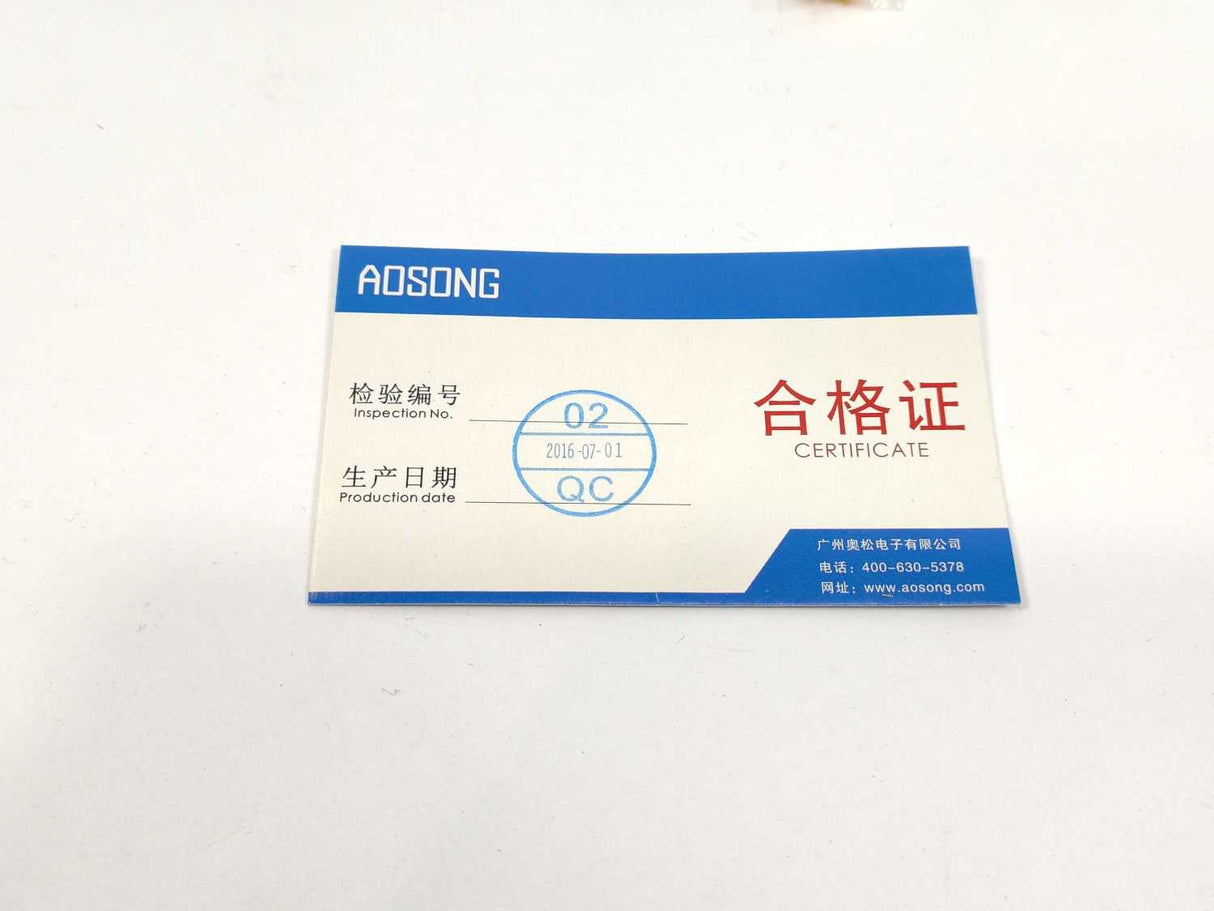 AOSONG
检验编号
Inspection No.
02
2016-07-01
QC
生产日期
Production date
合格证
CERTIFICATE
广州奥松电子有限公司
电话：400-630-5378
网址：www.aosong.com